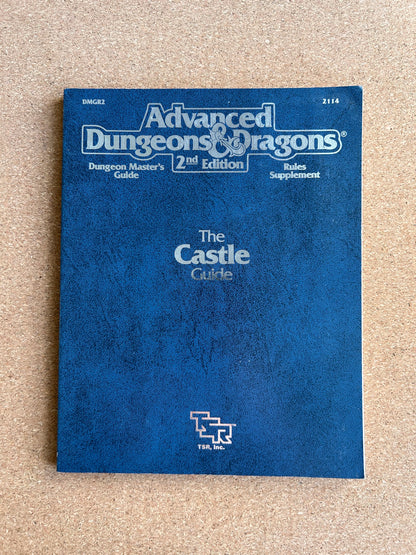 DMGR2 2114
Advanced
Dungeons & Dragons®
2nd Edition
Dungeon Master's
Guide
Rules
Supplement
The
Castle
Guide
TSR
TSR, Inc.